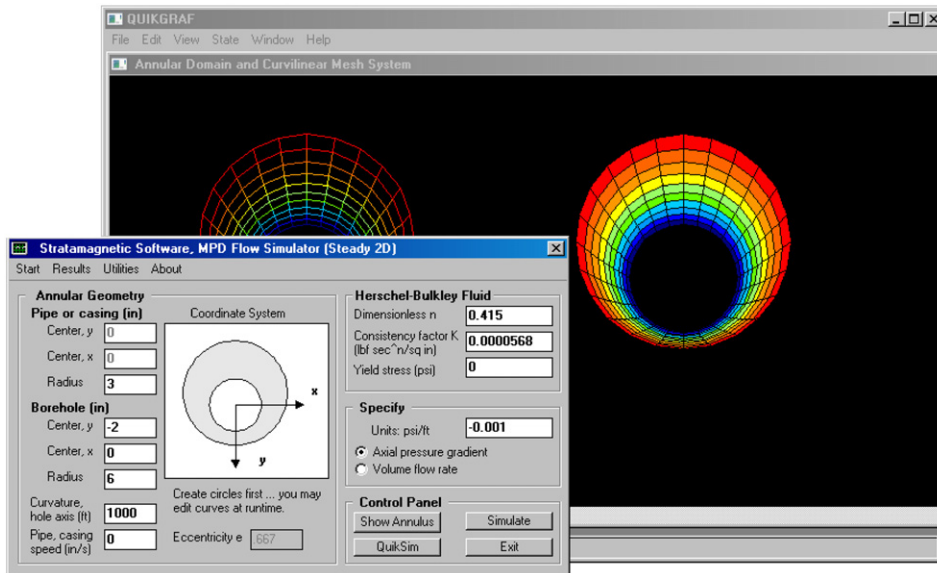 QUIKGRAF
File Edit View State Window Help
Annular Domain and Curvilinear Mesh System
Stratamagnetic Software, MPD Flow Simulator (Steady 2D)
Start Results Utilities About
Annular Geometry
Pipe or casing (in)
Center, y 0
Center, x 0
Radius 3
Borehole (in)
Center, y -2
Center, x 0
Radius 6
Curvature,
hole axis (ft) 1000
Pipe, casing
speed (in/s) 0
Coordinate System
x
y
Create circles first ... you may
edit curves at runtime.
Eccentricity e .667
Herschel-Bulkley Fluid
Dimensionless n 0.415
Consistency factor K
(lbf sec^n/sq in) 0.0000568
Yield stress (psi) 0
Specify
Units: psi/ft -0.001
Axial pressure gradient
Volume flow rate
Control Panel
Show Annulus Simulate
QuikSim Exit